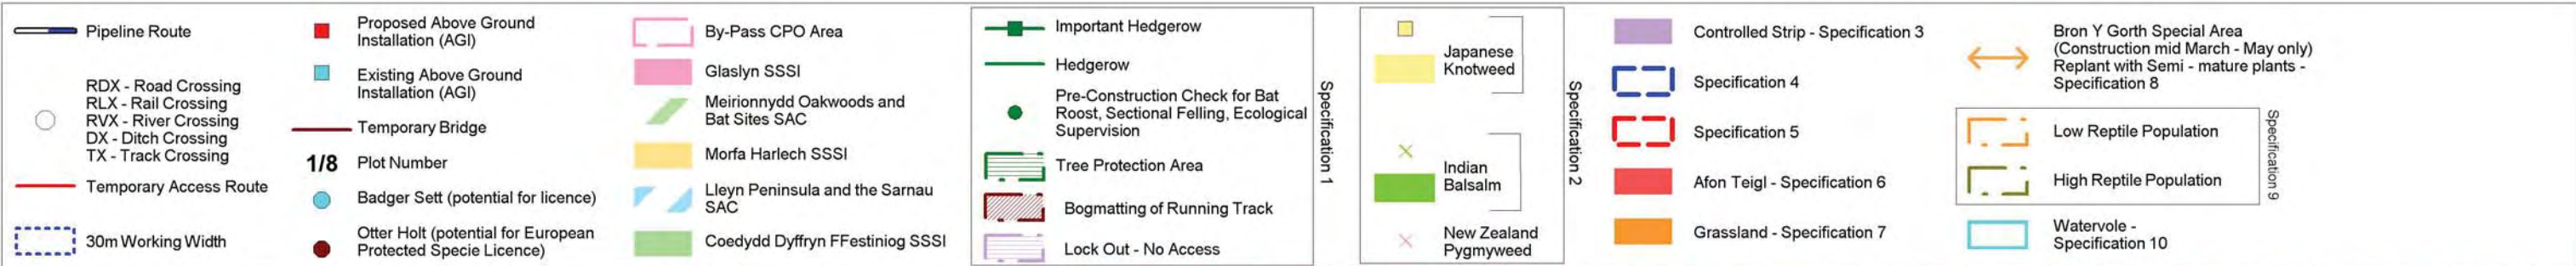 Pipeline Route
RDX - Road Crossing
RLX - Rail Crossing
RVX - River Crossing
DX - Ditch Crossing
TX - Track Crossing
Temporary Access Route
30m Working Width
Proposed Above Ground
Installation (AGI)
Existing Above Ground
Installation (AGI)
Temporary Bridge
1/8 Plot Number
Badger Sett (potential for licence)
Otter Holt (potential for European
Protected Specie Licence)
By-Pass CPO Area
Glaslyn SSSI
Meirionnydd Oakwoods and
Bat Sites SAC
Morfa Harlech SSSI
Lleyn Peninsula and the Sarnau
SAC
Coedydd Dyffryn FFestiniog SSSI
Important Hedgerow
Hedgerow
Pre-Construction Check for Bat
Roost, Sectional Felling, Ecological
Supervision
Tree Protection Area
Bogmatting of Running Track
Lock Out - No Access
Specification 1
Japanese
Knotweed
Indian
Balsalm
New Zealand
Pygmyweed
Specification 2
Controlled Strip - Specification 3
Specification 4
Specification 5
Afon Teigl - Specification 6
Grassland - Specification 7
Bron Y Gorth Special Area
(Construction mid March - May only)
Replant with Semi - mature plants -
Specification 8
Low Reptile Population
High Reptile Population
Specification 9
Watervole -
Specification 10